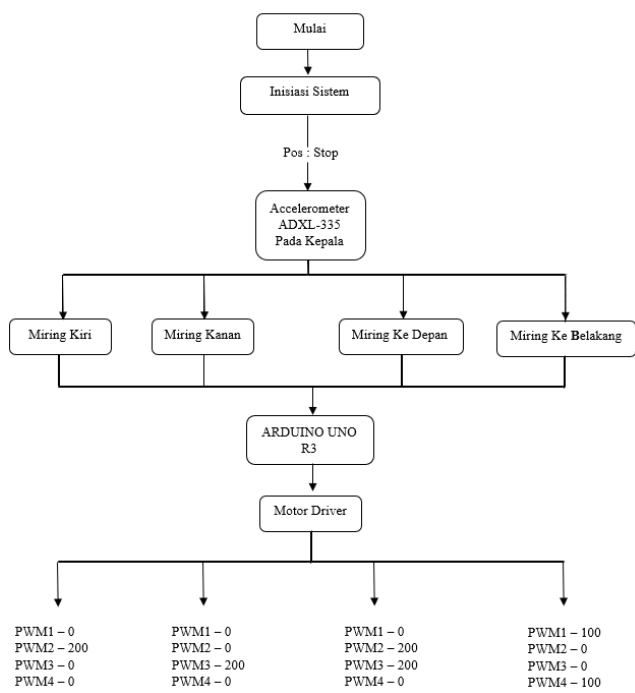 Mulai
Inisiasi Sistem
Pos : Stop
Accelerometer
ADXL-335
Pada Kepala
Miring Kiri
Miring Kanan
Miring Ke Depan
Miring Ke Belakang
ARDUINO UNO
R3
Motor Driver
PWM1 – 0
PWM2 – 200
PWM3 – 0
PWM4 – 0
PWM1 – 0
PWM2 – 0
PWM3 – 200
PWM4 – 0
PWM1 – 0
PWM2 – 200
PWM3 – 200
PWM4 – 0
PWM1 – 100
PWM2 – 0
PWM3 – 0
PWM4 – 100